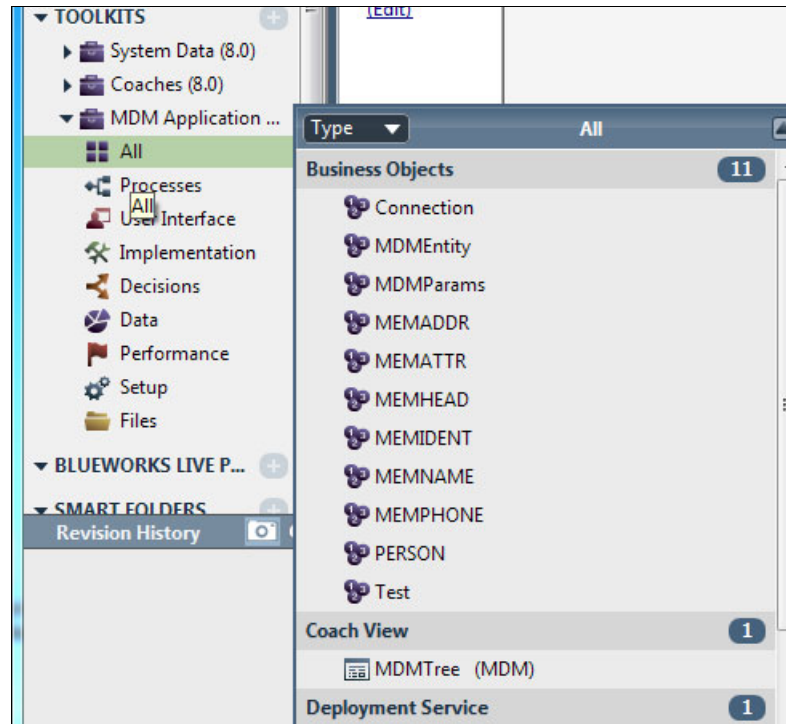 (Edit)
TOOLKITS
System Data (8.0)
Coaches (8.0)
MDM Application ...
All
Processes
All
User Interface
Implementation
Decisions
Data
Performance
Setup
Files
BLUEWORKS LIVE P...
SMART FOLDERS
Revision History
Type All
Business Objects 11
Connection
MDMEntity
MDMParams
MEMADDR
MEMATTR
MEMHEAD
MEMIDENT
MEMNAME
MEMPHONE
PERSON
Test
Coach View 1
MDMTree (MDM)
Deployment Service 1